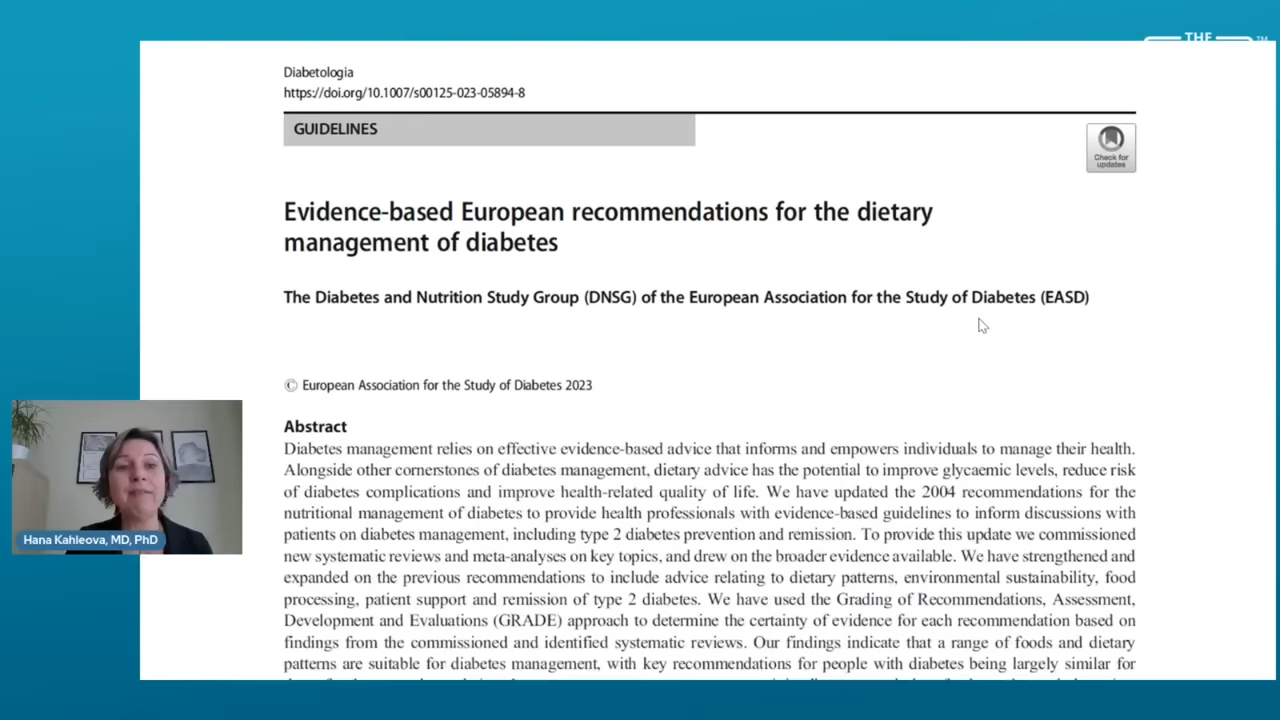 THE
TM
Diabetologia
https://doi.org/10.1007/s00125-023-05894-8
GUIDELINES
Check for
updates
Evidence-based European recommendations for the dietary
management of diabetes
The Diabetes and Nutrition Study Group (DNSG) of the European Association for the Study of Diabetes (EASD)
© European Association for the Study of Diabetes 2023
Abstract
Diabetes management relies on effective evidence-based advice that informs and empowers individuals to manage their health.
Alongside other cornerstones of diabetes management, dietary advice has the potential to improve glycaemic levels, reduce risk
of diabetes complications and improve health-related quality of life. We have updated the 2004 recommendations for the
nutritional management of diabetes to provide health professionals with evidence-based guidelines to inform discussions with
patients on diabetes management, including type 2 diabetes prevention and remission. To provide this update we commissioned
new systematic reviews and meta-analyses on key topics, and drew on the broader evidence available. We have strengthened and
expanded on the previous recommendations to include advice relating to dietary patterns, environmental sustainability, food
processing, patient support and remission of type 2 diabetes. We have used the Grading of Recommendations, Assessment,
Development and Evaluations (GRADE) approach to determine the certainty of evidence for each recommendation based on
findings from the commissioned and identified systematic reviews. Our findings indicate that a range of foods and dietary
patterns are suitable for diabetes management, with key recommendations for people with diabetes being largely similar for
Hana Kahleova, MD, PhD